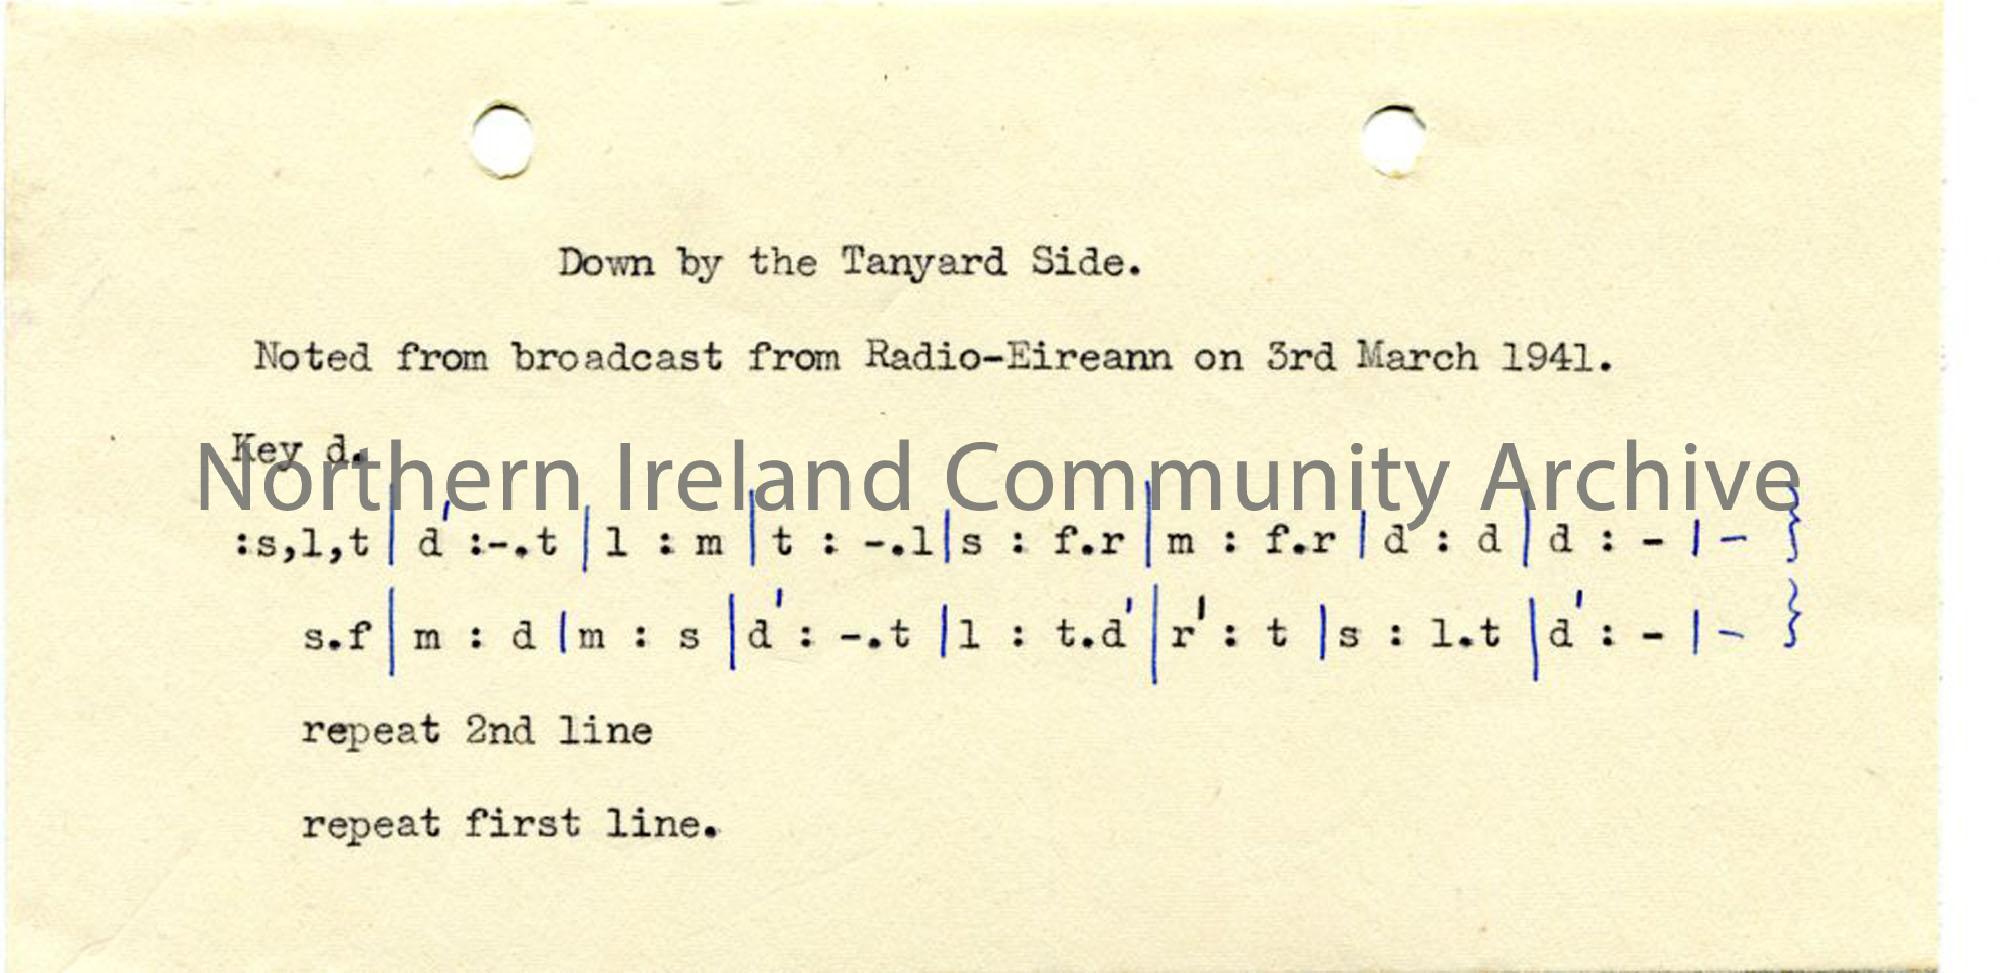 Down by the Tanyard Side.
Noted from broadcast from Radio-Eireann on 3rd March 1941.
Key d.
Northern Ireland Community Archive
:s,l,t | d' :-.t | l : m | t : -.l | s : f.r | m : f.r | d : d | d : - | - }
s.f | m : d | m : s | d' : -.t | l : t.d' | r' : t | s : l.t | d' : - | - }
repeat 2nd line
repeat first line.